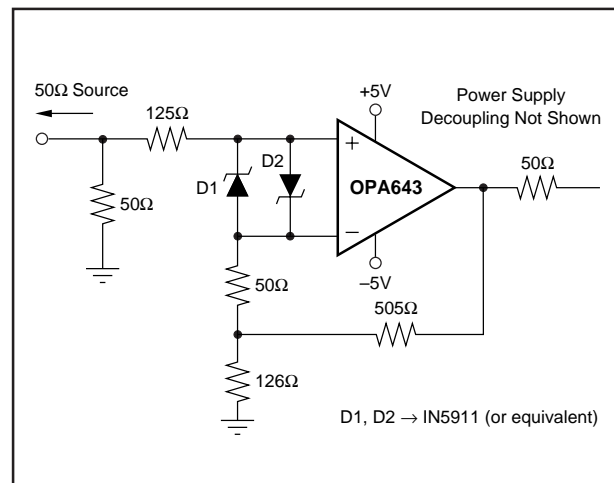 50Ω Source
+5V
Power Supply
Decoupling Not Shown
125Ω
50Ω
D2
+
D1
OPA643
50Ω
–
–5V
50Ω
505Ω
126Ω
D1, D2 → IN5911 (or equivalent)